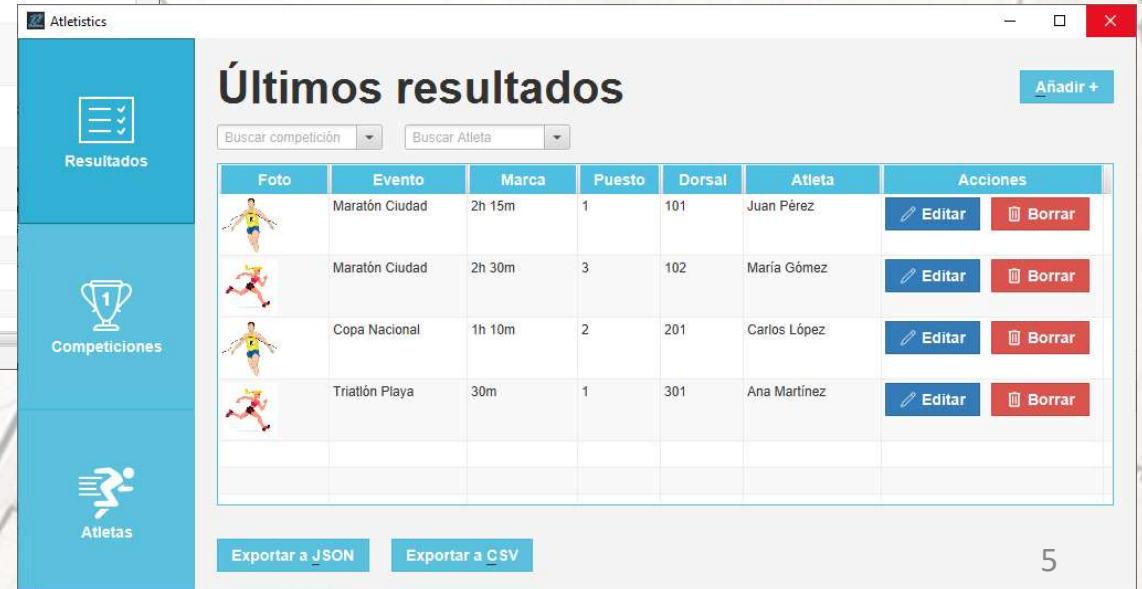 Atletistics
Últimos resultados
Añadir +
Buscar competición
Buscar Atleta
Resultados
Competiciones
1
Atletas
Foto Evento Marca Puesto Dorsal Atleta Acciones
Maratón Ciudad 2h 15m 1 101 Juan Pérez Editar Borrar
Maratón Ciudad 2h 30m 3 102 María Gómez Editar Borrar
Copa Nacional 1h 10m 2 201 Carlos López Editar Borrar
Triatlón Playa 30m 1 301 Ana Martínez Editar Borrar
Exportar a JSON
Exportar a CSV
5